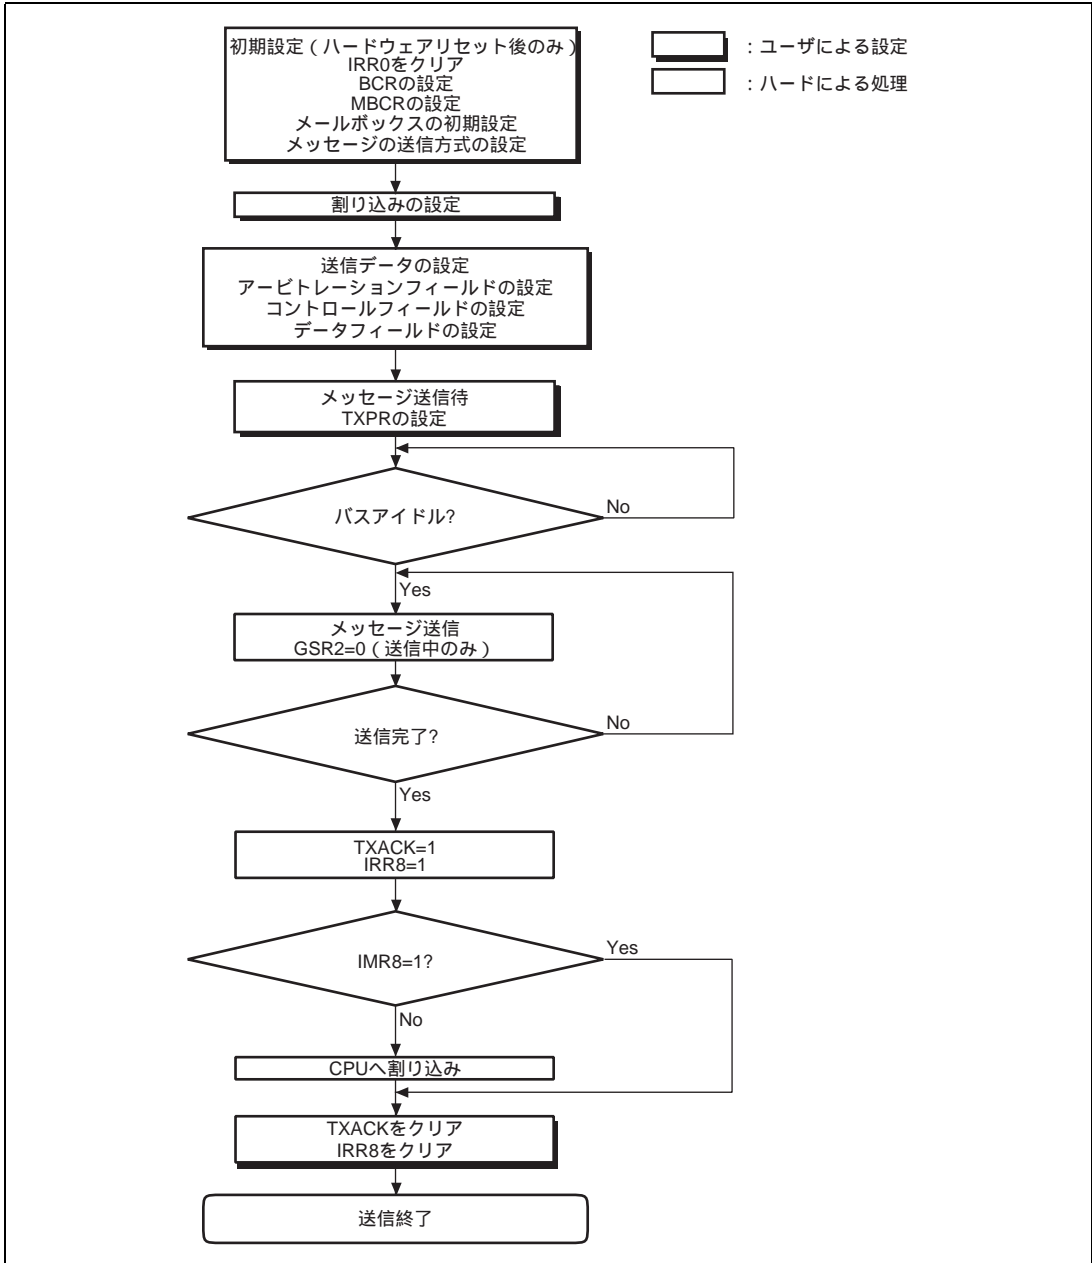 初期設定（ハードウェアリセット後のみ）
IRR0をクリア
BCRの設定
MBCRの設定
メールボックスの初期設定
メッセージの送信方式の設定
：ユーザによる設定
：ハードによる処理
割り込みの設定
送信データの設定
アービトレーションフィールドの設定
コントロールフィールドの設定
データフィールドの設定
メッセージ送信待
TXPRの設定
バスアイドル?
No
Yes
メッセージ送信
GSR2=0（送信中のみ）
送信完了?
No
Yes
TXACK=1
IRR8=1
IMR8=1?
Yes
No
CPUへ割り込み
TXACKをクリア
IRR8をクリア
送信終了